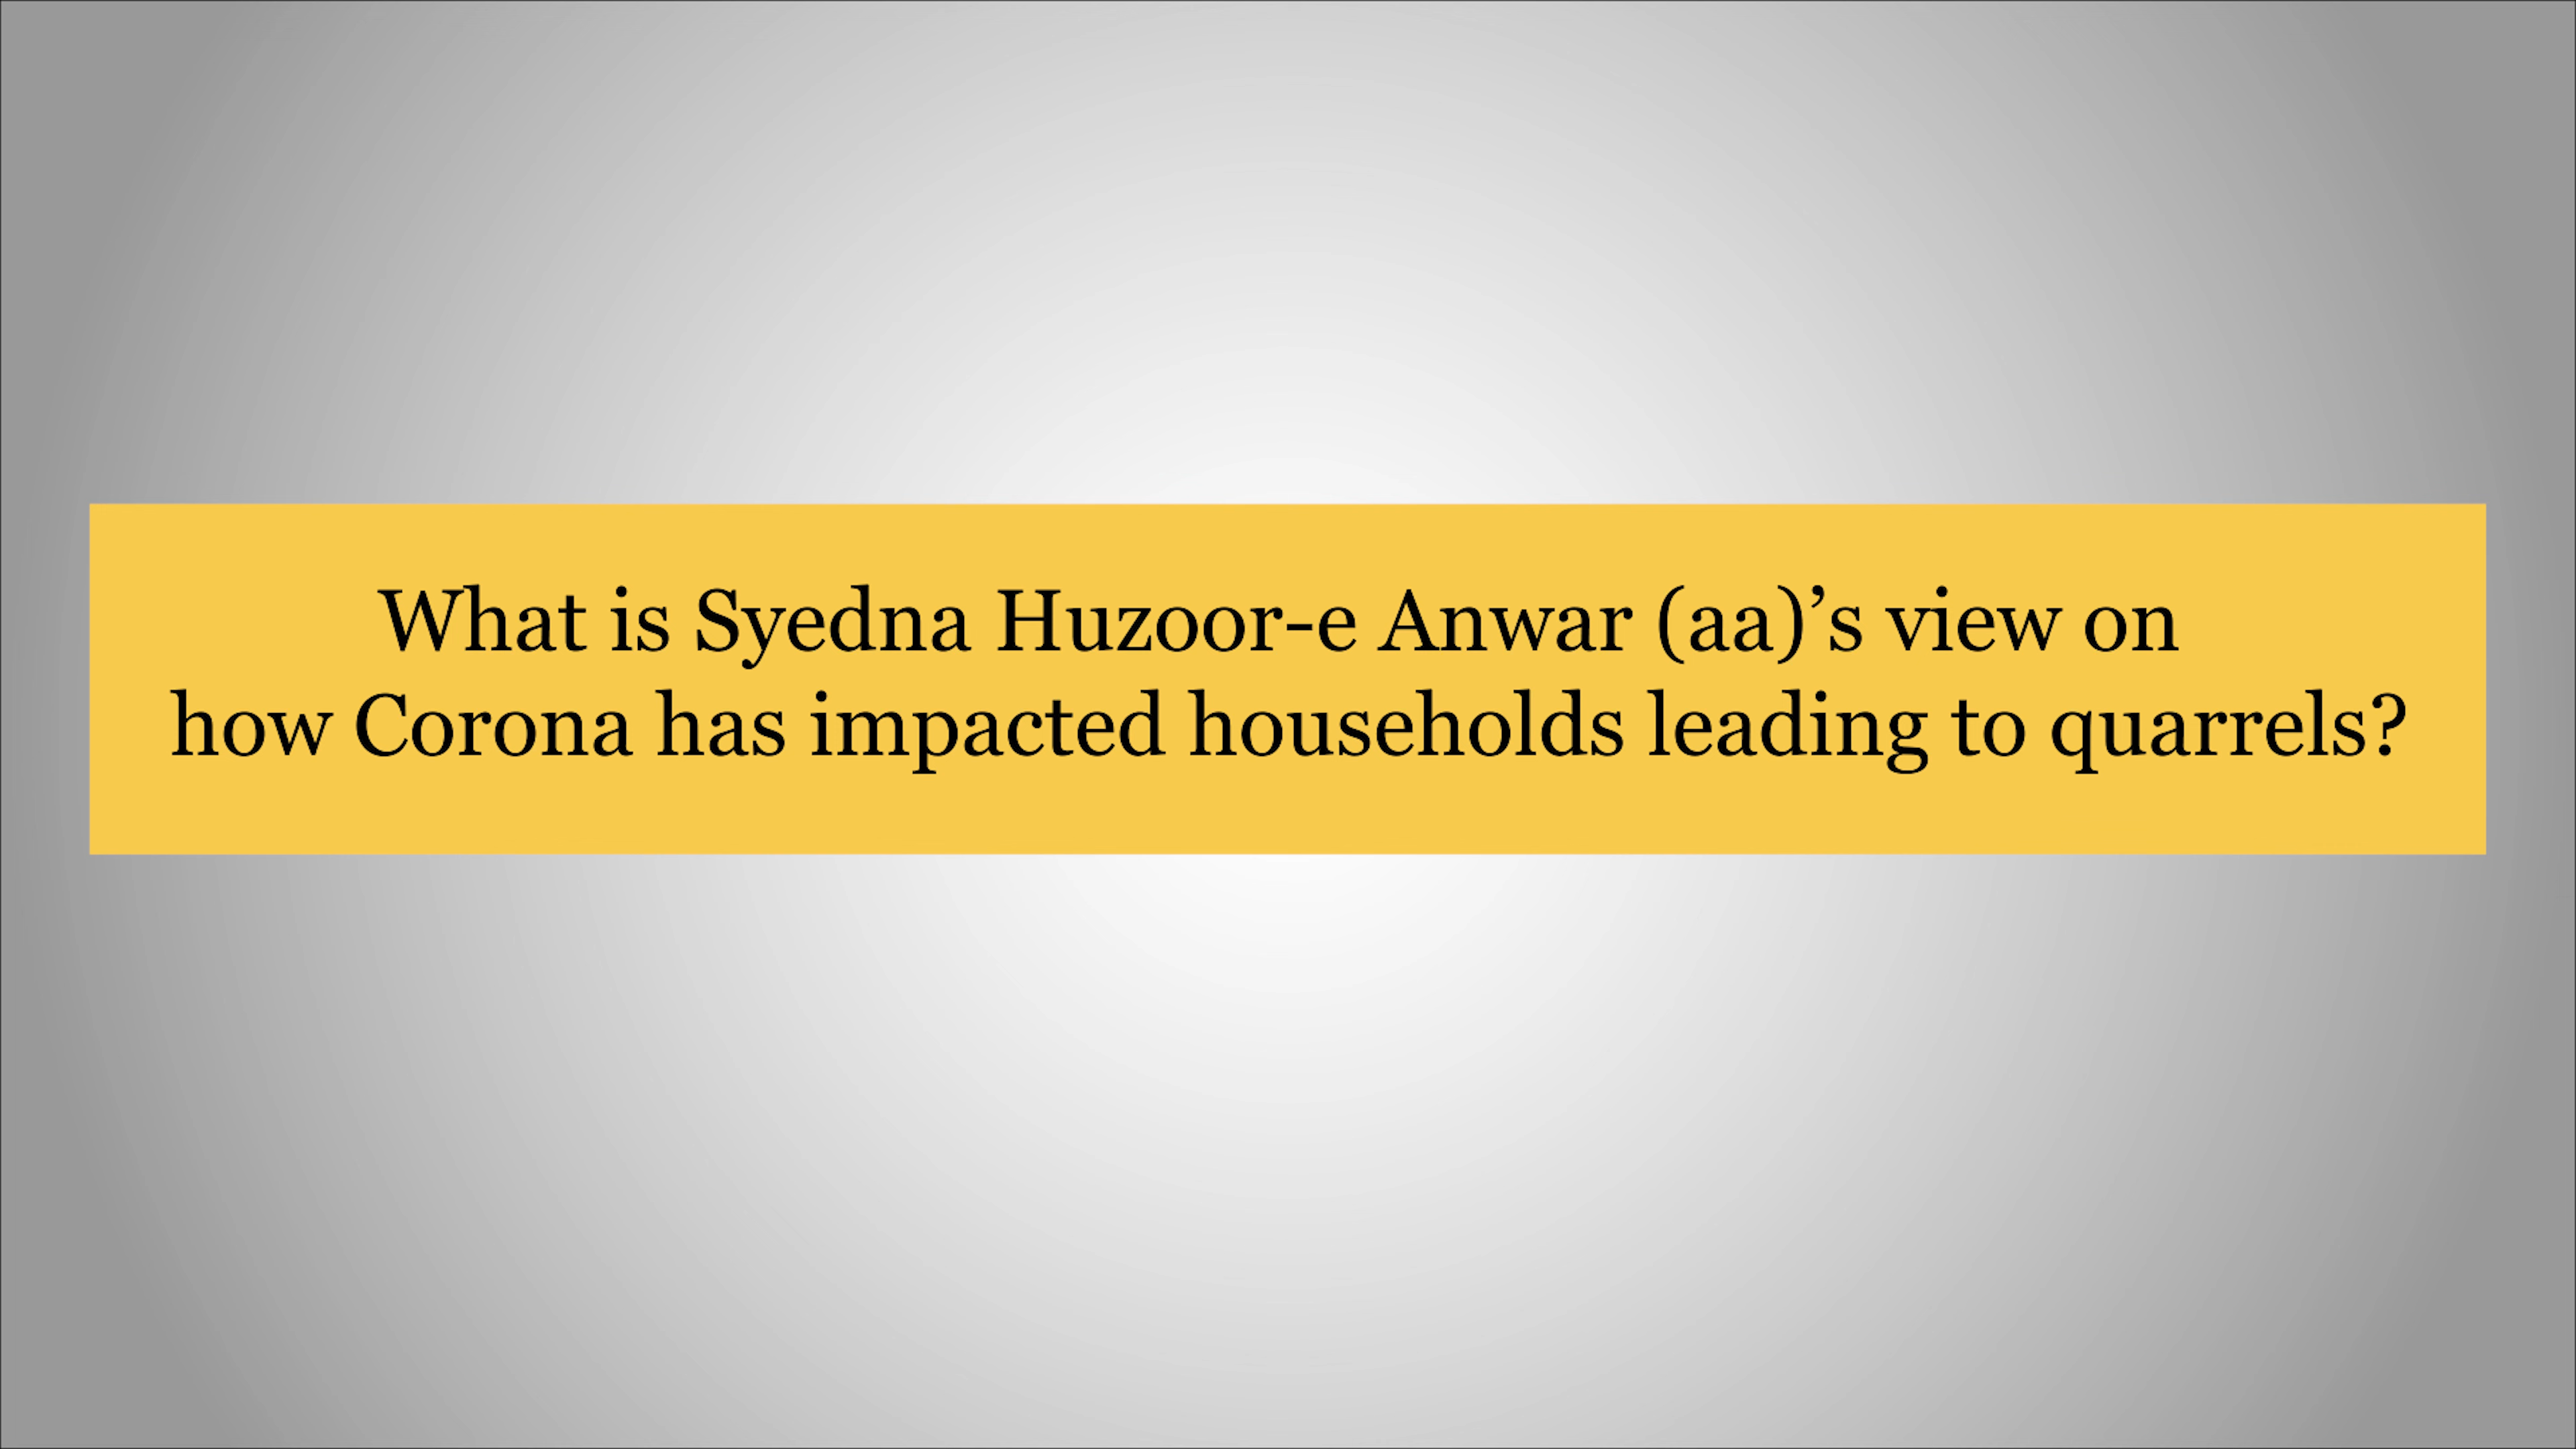 What is Syedna Huzoor-e Anwar (aa)’s view on
how Corona has impacted households leading to quarrels?